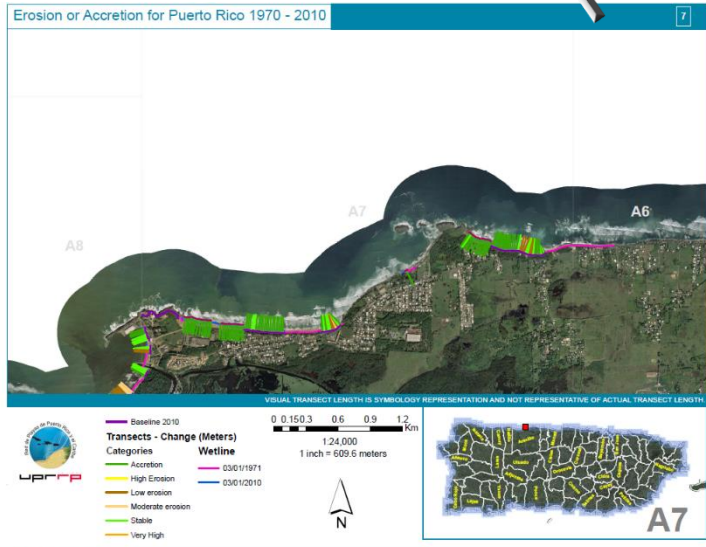 Erosion or Accretion for Puerto Rico 1970 - 2010
7
A6
A7
A8
VISUAL TRANSECT LENGTH IS SYMBOLOGY REPRESENTATION AND NOT REPRESENTATIVE OF ACTUAL TRANSECT LENGTH
uprrp
Baseline 2010
Transects - Change (Meters)
Categories
Accretion
High Erosion
Low erosion
Moderate erosion
Stable
Very High
Wetline
03/01/1971
03/01/2010
0 0.150.3 0.6 0.9 1.2
Km
1:24,000
1 inch = 609.6 meters
N
A7